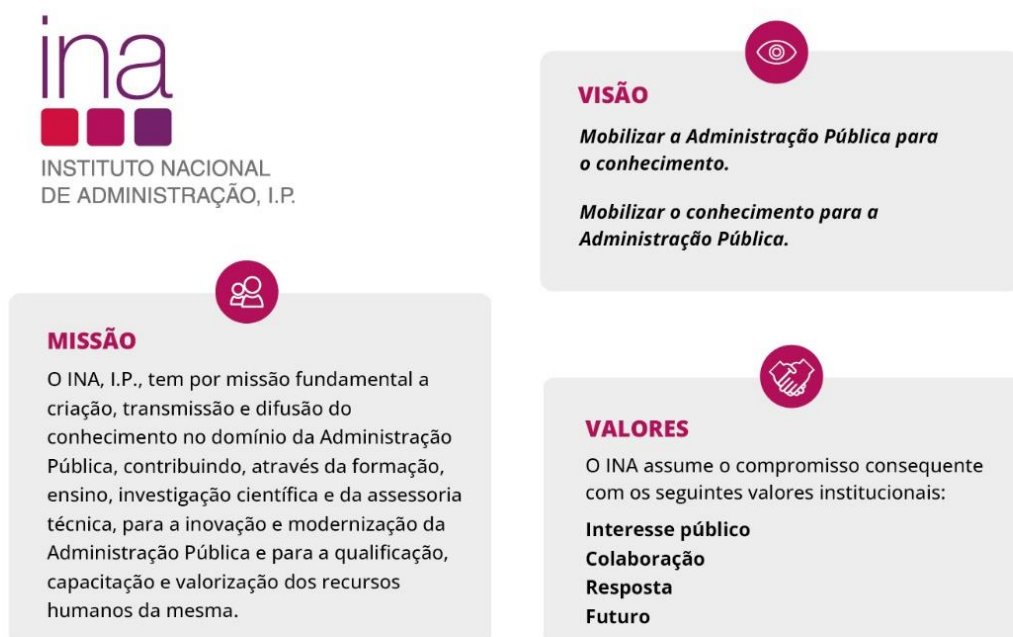 ina
INSTITUTO NACIONAL
DE ADMINISTRAÇÃO, I.P.
MISSÃO
O INA, I.P., tem por missão fundamental a
criação, transmissão e difusão do
conhecimento no domínio da Administração
Pública, contribuindo, através da formação,
ensino, investigação científica e da assessoria
técnica, para a inovação e modernização da
Administração Pública e para a qualificação,
capacitação e valorização dos recursos
humanos da mesma.
VISÃO
Mobilizar a Administração Pública para
o conhecimento.
Mobilizar o conhecimento para a
Administração Pública.
VALORES
O INA assume o compromisso consequente
com os seguintes valores institucionais:
Interesse público
Colaboração
Resposta
Futuro